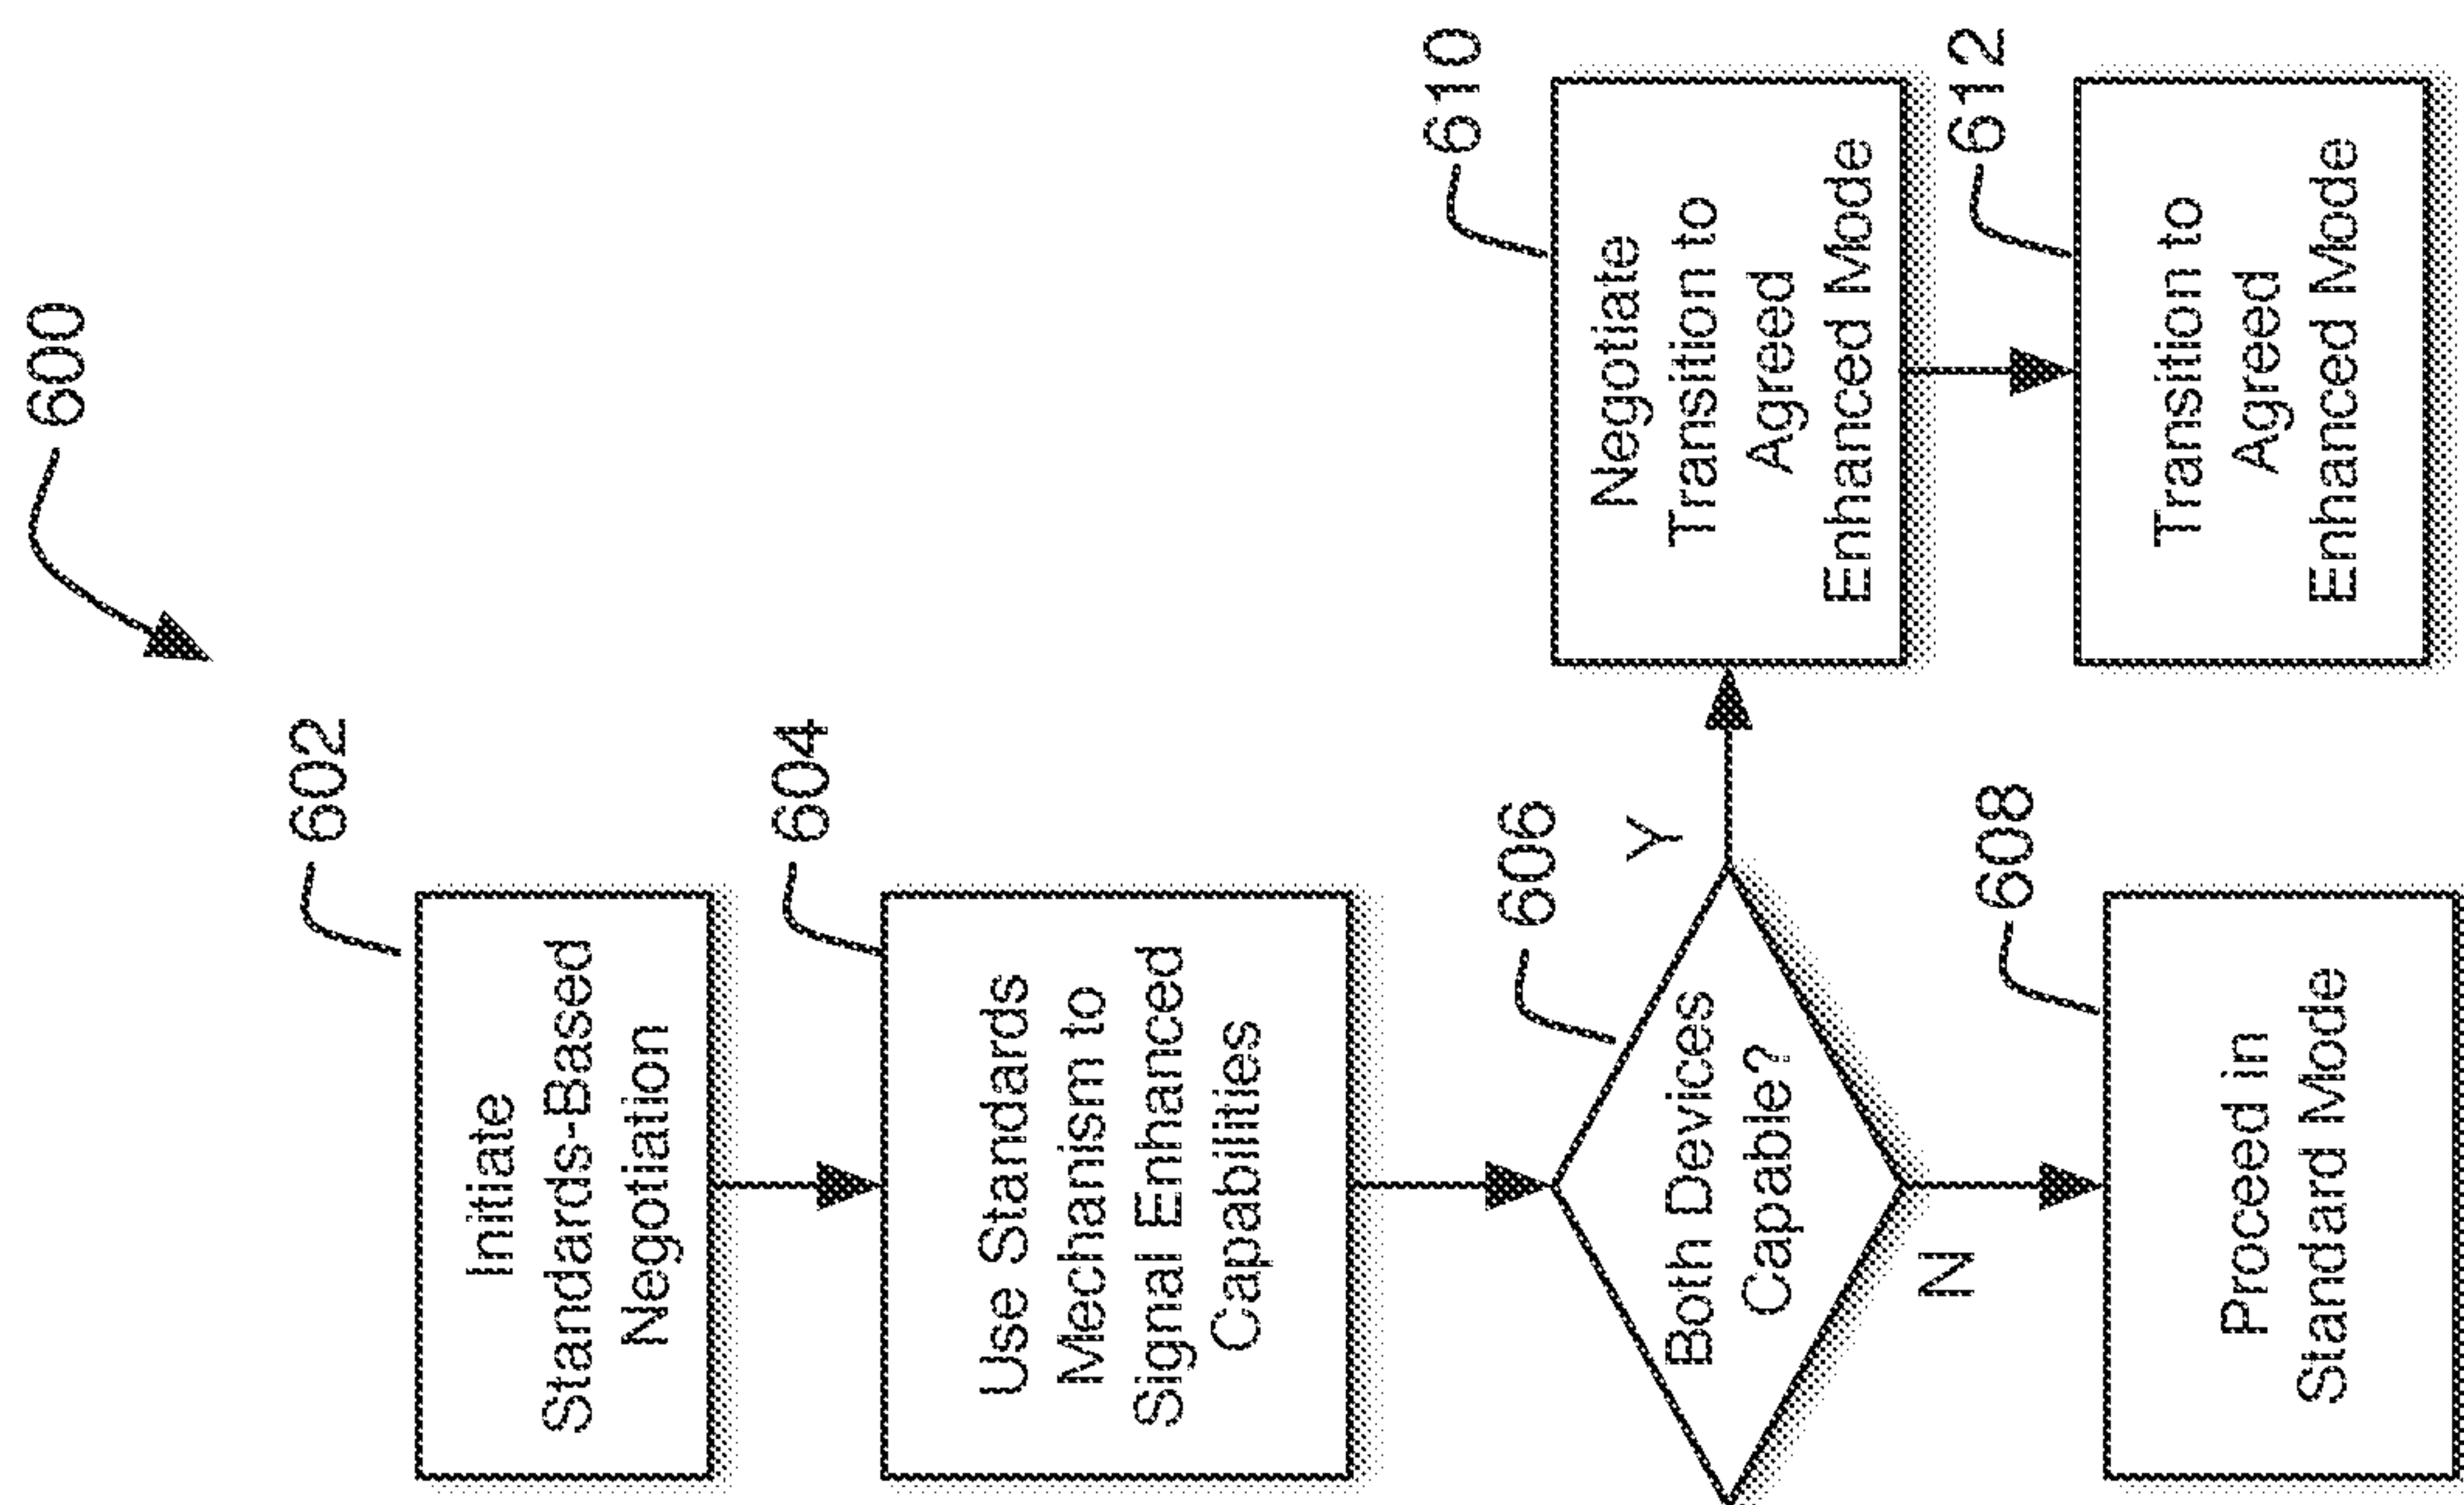 600
602
Initiate
Standards-Based
Negotiation
604
Use Standards
Mechanism to
Signal Enhanced
Capabilities
606
Both Devices
Capable?
Y
N
608
Proceed in
Standard Mode
610
Negotiate
Transition to
Agreed
Enhanced Mode
612
Transition to
Agreed
Enhanced Mode